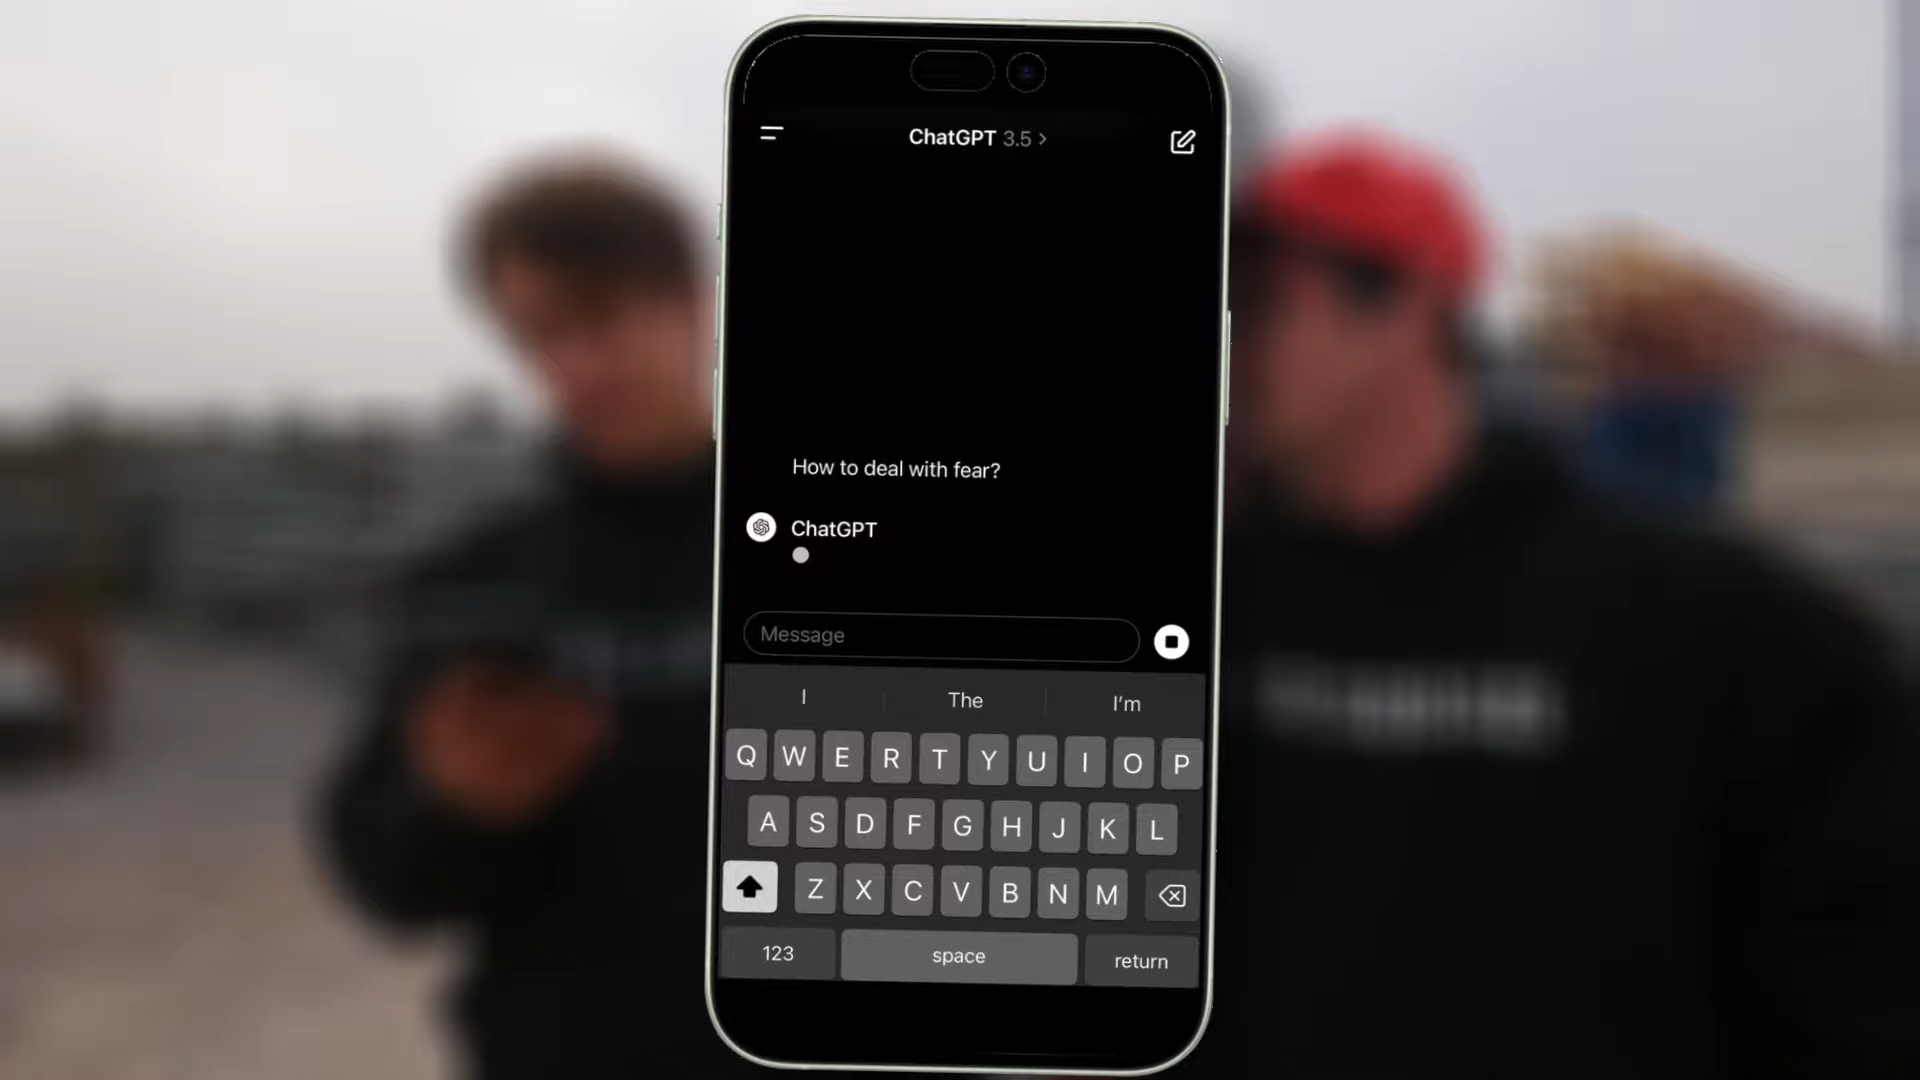 ChatGPT 3.5 >
How to deal with fear?
ChatGPT
Message
I The I'm
Q W E R T Y U I O P
A S D F G H J K L
Z X C V B N M
123 space return